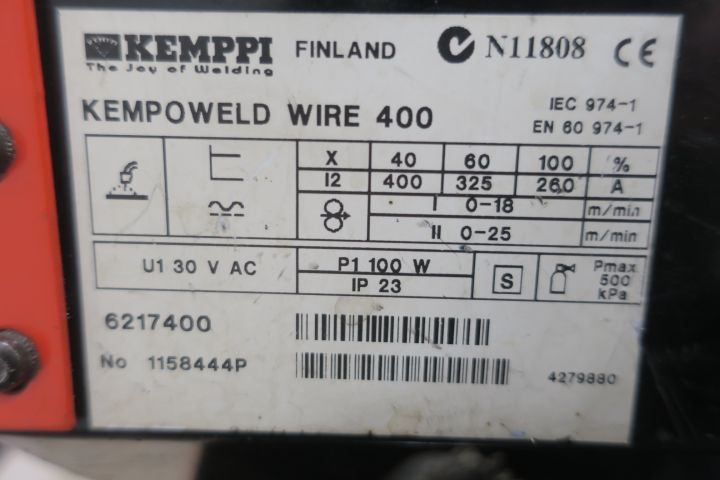 KEMPPI FINLAND N11808 CE
The Joy of Welding
KEMPOWELD WIRE 400
IEC 974-1
EN 60 974-1
X 40 60 100 %
I2 400 325 260 A
I 0-18 m/min
II 0-25 m/min
U1 30 V AC
P1 100 W
IP 23
S
Pmax
500
kPa
6217400
No 1158444P
4279880